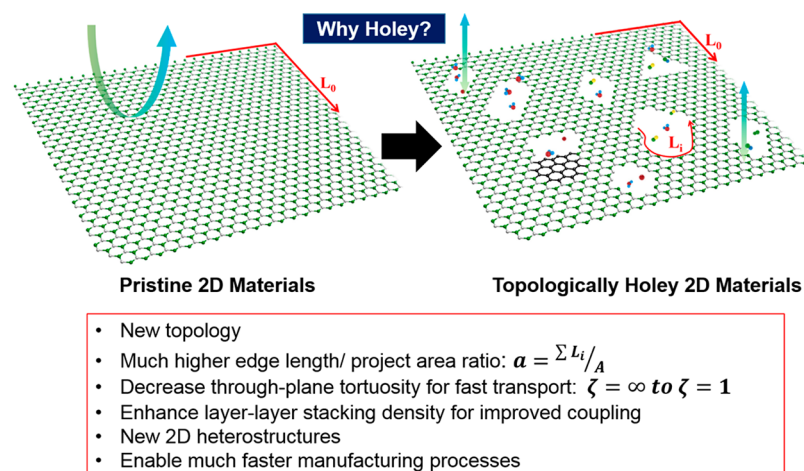 Why Holey?
L₀
L₀
Lᵢ
Pristine 2D Materials
Topologically Holey 2D Materials
• New topology
• Much higher edge length/ project area ratio: a = ∑ Lᵢ/A
• Decrease through-plane tortuosity for fast transport: ζ = ∞ to ζ = 1
• Enhance layer-layer stacking density for improved coupling
• New 2D heterostructures
• Enable much faster manufacturing processes